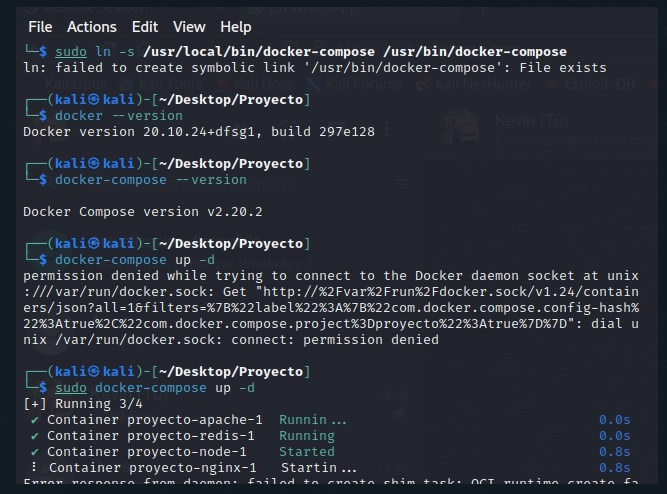 File Actions Edit View Help
└─$ sudo ln -s /usr/local/bin/docker-compose /usr/bin/docker-compose
ln: failed to create symbolic link '/usr/bin/docker-compose': File exists
┌──(kali㉿kali)-[~/Desktop/Proyecto]
└─$ docker --version
Docker version 20.10.24+dfsg1, build 297e128
┌──(kali㉿kali)-[~/Desktop/Proyecto]
└─$ docker-compose --version
Docker Compose version v2.20.2
┌──(kali㉿kali)-[~/Desktop/Proyecto]
└─$ docker-compose up -d
permission denied while trying to connect to the Docker daemon socket at unix
:///var/run/docker.sock: Get "http://%2Fvar%2Frun%2Fdocker.sock/v1.24/contain
ers/json?all=1&filters=%7B%22label%22%3A%7B%22com.docker.compose.config-hash%
22%3Atrue%2C%22com.docker.compose.project%3Dproyecto%22%3Atrue%7D%7D": dial u
nix /var/run/docker.sock: connect: permission denied
┌──(kali㉿kali)-[~/Desktop/Proyecto]
└─$ sudo docker-compose up -d
[+] Running 3/4
✔ Container proyecto-apache-1 Runnin... 0.0s
✔ Container proyecto-redis-1 Running 0.0s
✔ Container proyecto-node-1 Started 0.8s
⠸ Container proyecto-nginx-1 Startin... 0.8s
Error response from daemon: failed to create shim task: OCI runtime create fa